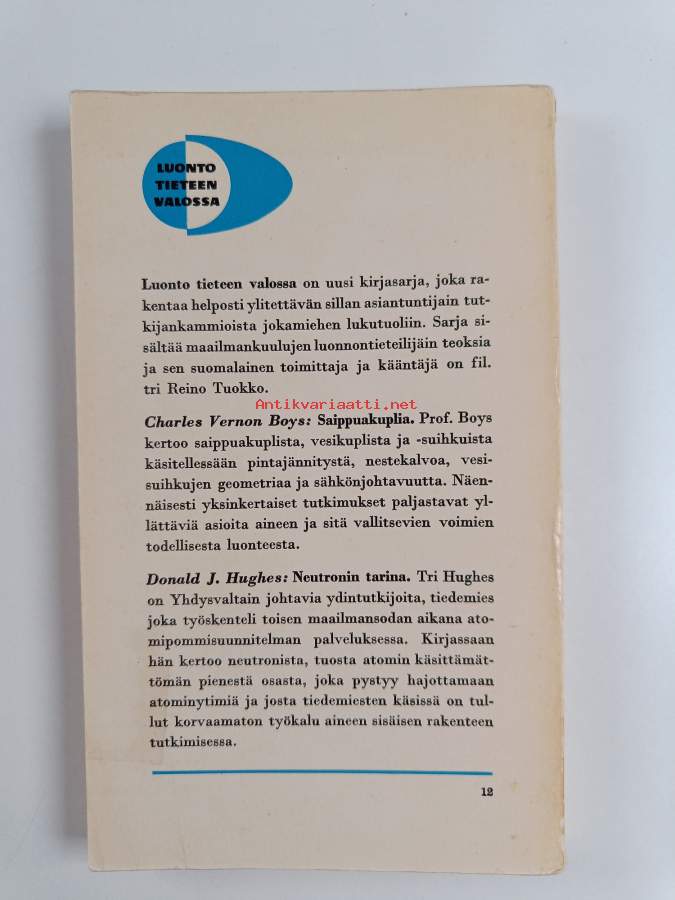 LUONTO
TIETEEN
VALOSSA
Luonto tieteen valossa on uusi kirjasarja, joka ra-
kentaa helposti ylitettävän sillan asiantuntijain tut-
kijankammioista jokamiehen lukutuoliin. Sarja si-
sältää maailmankuulujen luonnontieteilijäin teoksia
ja sen suomalainen toimittaja ja kääntäjä on fil.
tri Reino Tuokko.
Antikvariaatti.net
Charles Vernon Boys: Saippuakuplia. Prof. Boys
kertoo saippuakuplista, vesikuplista ja -suihkuista
käsitellessään pintajännitystä, nestekalvoa, vesi-
suihkujen geometriaa ja sähkönjohtavuutta. Näen-
näisesti yksinkertaiset tutkimukset paljastavat yl-
lättäviä asioita aineen ja sitä vallitsevien voimien
todellisesta luonteesta.
Donald J. Hughes: Neutronin tarina. Tri Hughes
on Yhdysvaltain johtavia ydintutkijoita, tiedemies
joka työskenteli toisen maailmansodan aikana ato-
mipommisuunnitelman palveluksessa. Kirjassaan
hän kertoo neutronista, tuosta atomin käsittämät-
tömän pienestä osasta, joka pystyy hajottamaan
atominytimiä ja josta tiedemiesten käsissä on tul-
lut korvaamaton työkalu aineen sisäisen rakenteen
tutkimisessa.
12